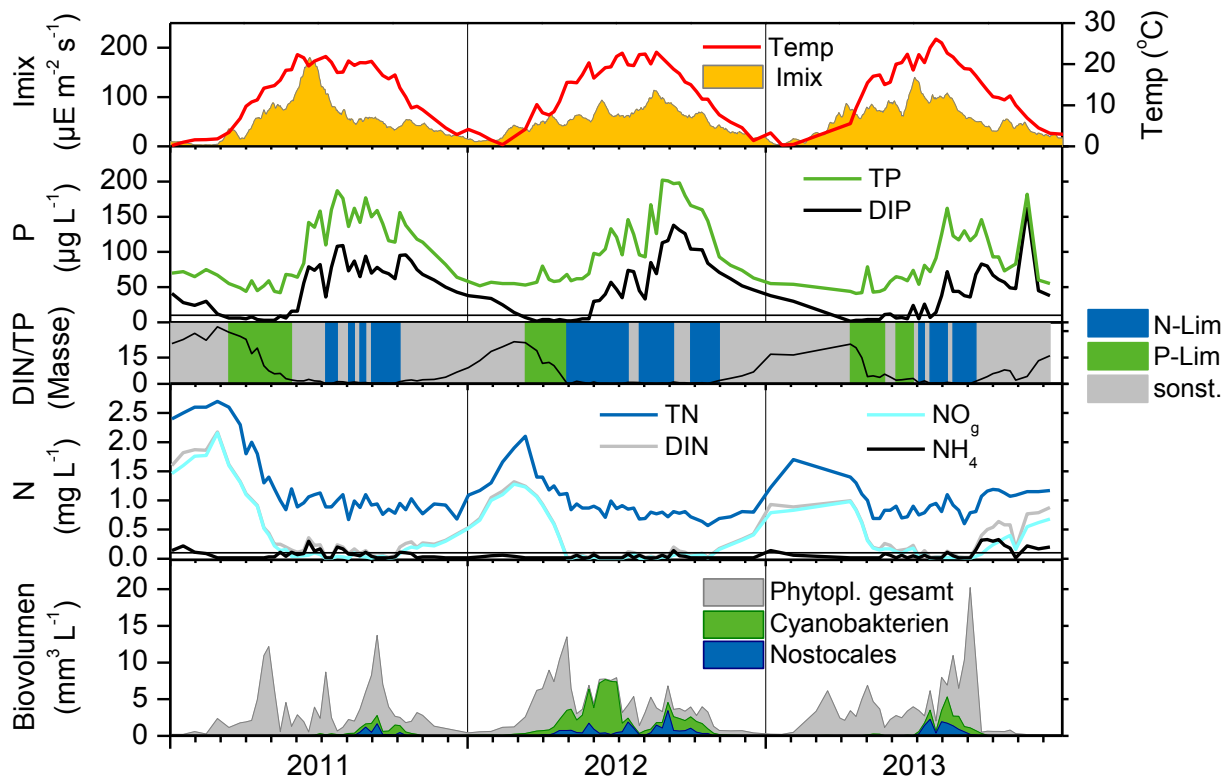 Imix
(µE m-2 s-1)
200
100
0
Temp
Imix
30
20
10
0
Temp (oC)
P
(µg L-1)
200
150
100
50
TP
DIP
DIN/TP
(Masse)
15
0
N-Lim
P-Lim
sonst.
N
(mg L-1)
2.5
2.0
1.5
1.0
0.5
0.0
TN
DIN
NOg
NH4
Biovolumen
(mm3 L-1)
20
15
10
5
0
Phytopl. gesamt
Cyanobakterien
Nostocales
2011
2012
2013